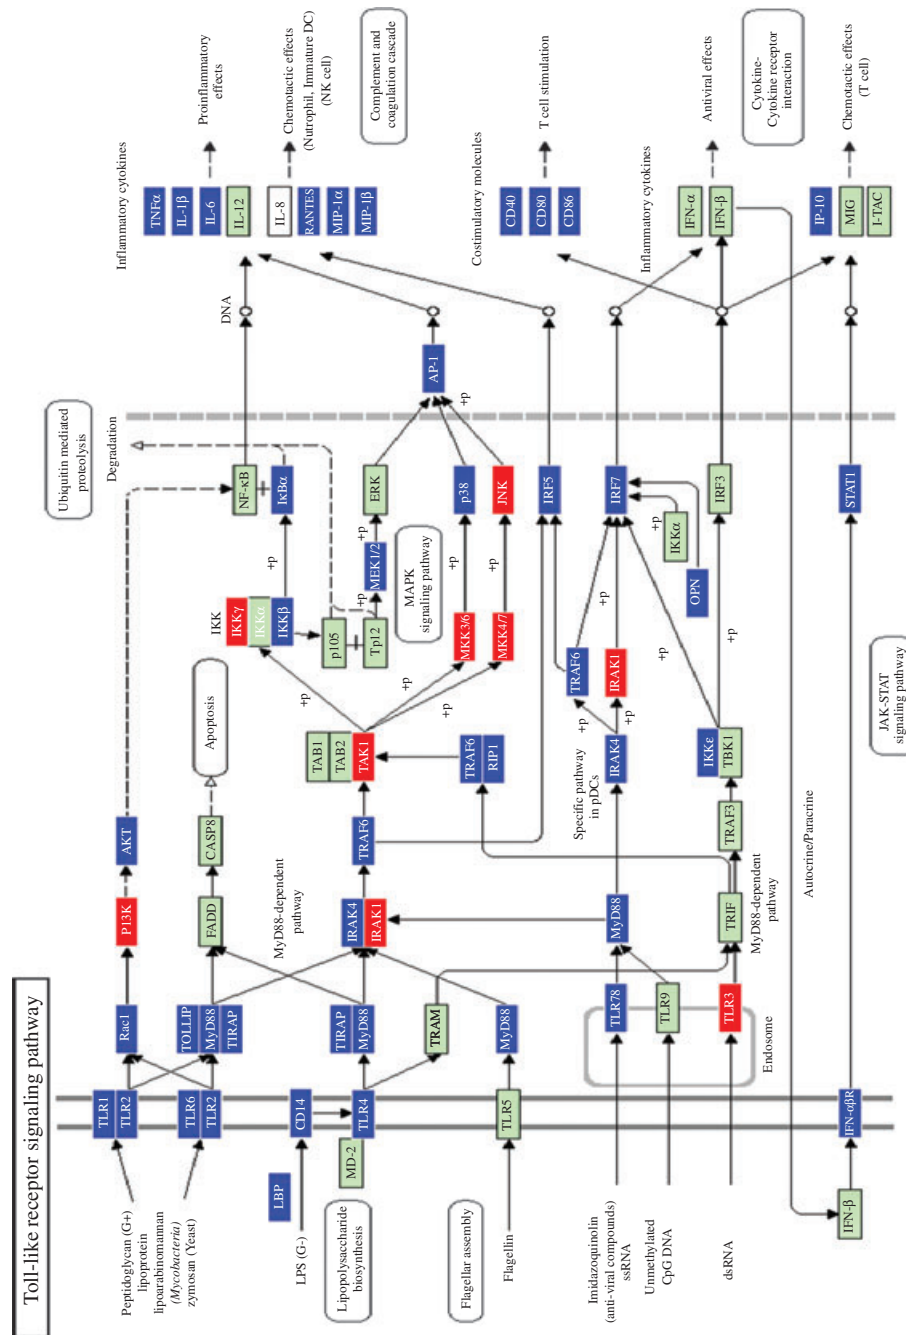 Toll-like receptor signaling pathway
Peptidoglycan (G+)
lipoprotein
lipoarabinomannan
(Mycobacteria)
zymosan (Yeast)
LPS (G-)
Lipopolysaccharide
biosynthesis
Flagellar assembly
Flagellin
Imidazoquinolin
(anti-viral compounds)
ssRNA
Unmethylated
CpG DNA
dsRNA
LBP
MD-2
IFN-β
TLR1
TLR2
TLR6
TLR2
CD14
TLR4
TLR5
IFN-αβR
Endosome
TLR78
TLR9
TLR3
Rac1
TOLLIP
MyD88
TIRAP
TIRAP
MyD88
TRAM
MyD88
MyD88
P13K
FADD
MyD88-dependent
pathway
IRAK4
IRAK1
TRIF
MyD88-dependent
pathway
AKT
CASP8
Apoptosis
TRAF6
TRAF3
Autocrine/Paracrine
TAB1
TAB2
TAK1
TRAF6
RIP1
Specific pathway
in pDCs
IRAK4
IKKε
TBK1
JAK-STAT
signaling pathway
+p
+p
+p
+p
+p
IKK
IKKγ
IKKα
IKKβ
p105
Tp12
MKK3/6
MKK4/7
TRAF6
IRAK1
+p
+p
+p
+p
MEK1/2
+p
+p
MAPK
signaling pathway
+p
+p
OPN
IKKα
+p
Ubiquitin mediated
proteolysis
Degradation
NF-κB
IκBα
ERK
p38
JNK
IRF5
IRF7
IRF3
STAT1
+p
AP-1
DNA
Inflammatory cytokines
TNFα
IL-1β
IL-6
IL-12
IL-8
RANTES
MIP-1α
MIP-1β
Costimulatory molecules
CD40
CD80
CD86
Inflammatory cytokines
IFN-α
IFN-β
IP-10
MIG
I-TAC
Proinflammatory
effects
Chemotactic effects
(Nutrophil, Immature DC)
(NK cell)
Complement and
coagulation cascade
T cell stimulation
Antiviral effects
Cytokine-
Cytokine receptor
interaction
Chemotactic effects
(T cell)